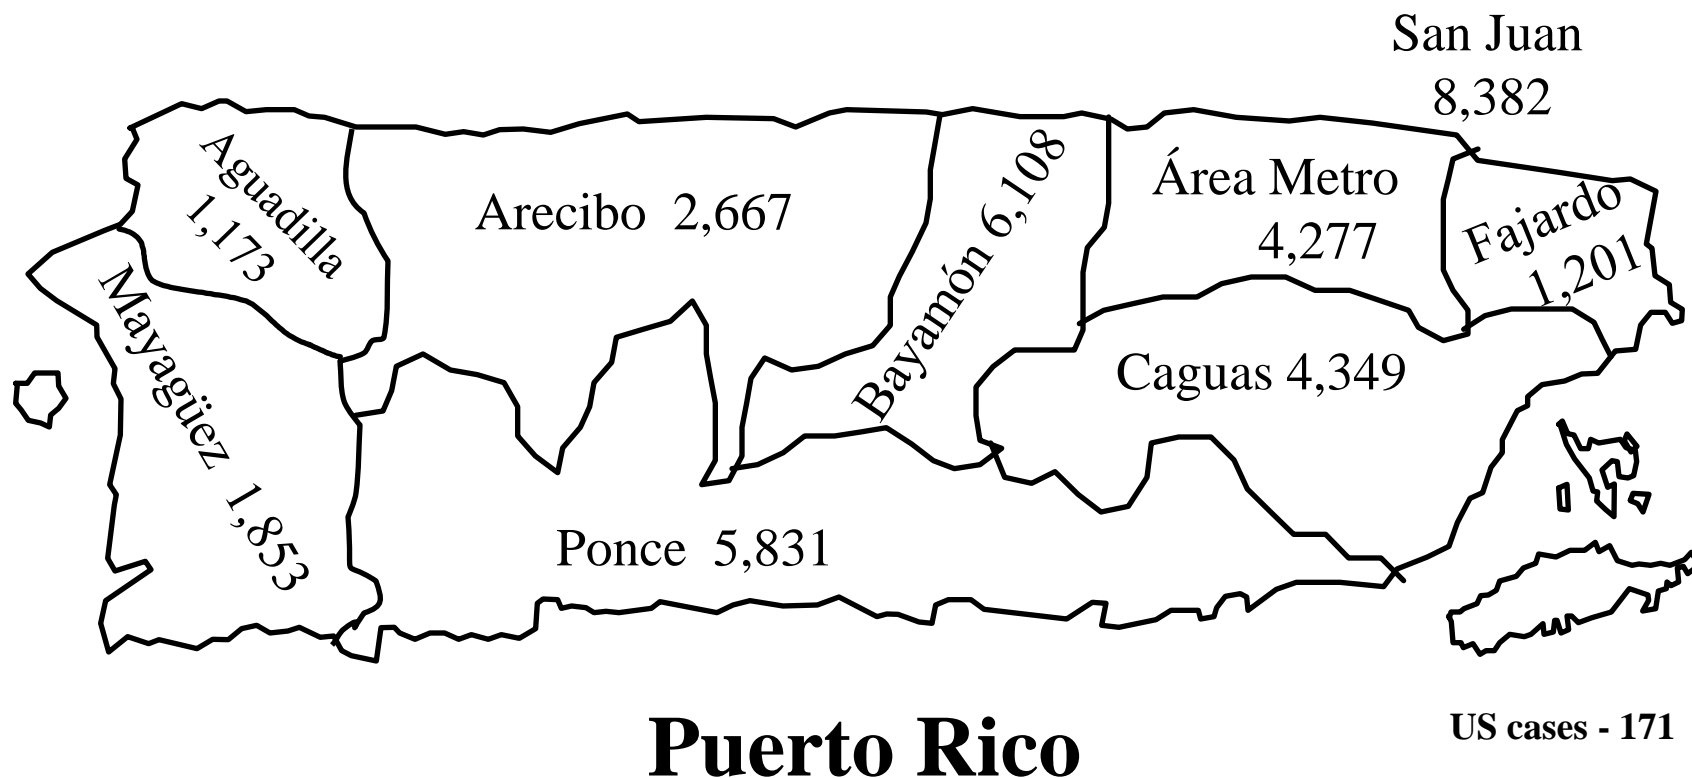 San Juan
8,382
Aguadilla
1,173
Arecibo 2,667
Bayamón 6,108
Área Metro
4,277
Fajardo
1,201
Mayagüez 1,853
Caguas 4,349
Ponce 5,831
Puerto Rico
US cases - 171